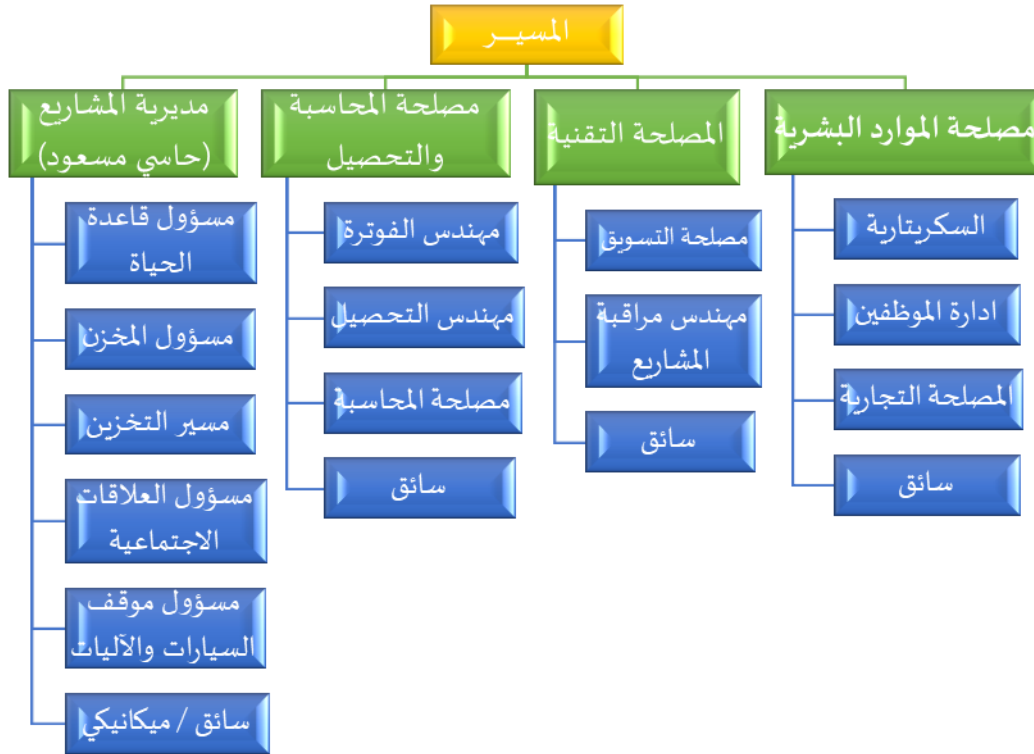 المسيــر
مصلحة الموارد البشرية
السكريتارية
ادارة الموظفين
المصلحة التجارية
سائق
المصلحة التقنية
مصلحة التسويق
مهندس مراقبة
المشاريع
سائق
مصلحة المحاسبة
والتحصيل
مهندس الفوترة
مهندس التحصيل
مصلحة المحاسبة
سائق
مديرية المشاريع
(حاسي مسعود)
مسؤول قاعدة
الحياة
مسؤول المخزن
مسير التخزين
مسؤول العلاقات
الاجتماعية
مسؤول موقف
السيارات والآليات
سائق / ميكانيكي